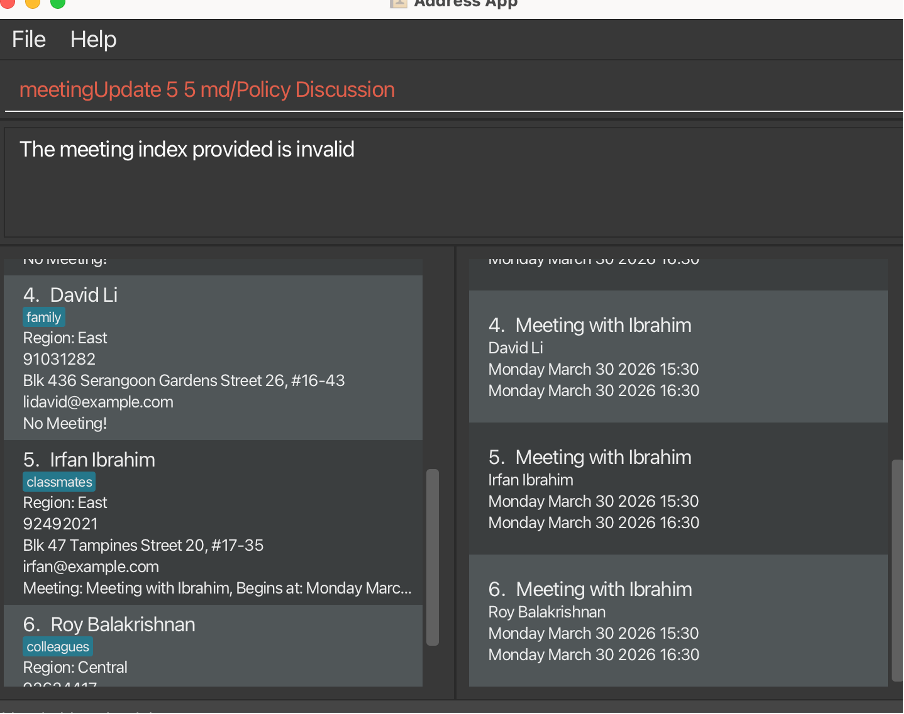 Address App
File Help
meetingUpdate 5 5 md/Policy Discussion
The meeting index provided is invalid
No Meeting!
4. David Li
family
Region: East
91031282
Blk 436 Serangoon Gardens Street 26, #16-43
lidavid@example.com
No Meeting!
5. Irfan Ibrahim
classmates
Region: East
92492021
Blk 47 Tampines Street 20, #17-35
irfan@example.com
Meeting: Meeting with Ibrahim, Begins at: Monday Marc...
6. Roy Balakrishnan
colleagues
Region: Central
Monday March 30 2026 16:30
4. Meeting with Ibrahim
David Li
Monday March 30 2026 15:30
Monday March 30 2026 16:30
5. Meeting with Ibrahim
Irfan Ibrahim
Monday March 30 2026 15:30
Monday March 30 2026 16:30
6. Meeting with Ibrahim
Roy Balakrishnan
Monday March 30 2026 15:30
Monday March 30 2026 16:30